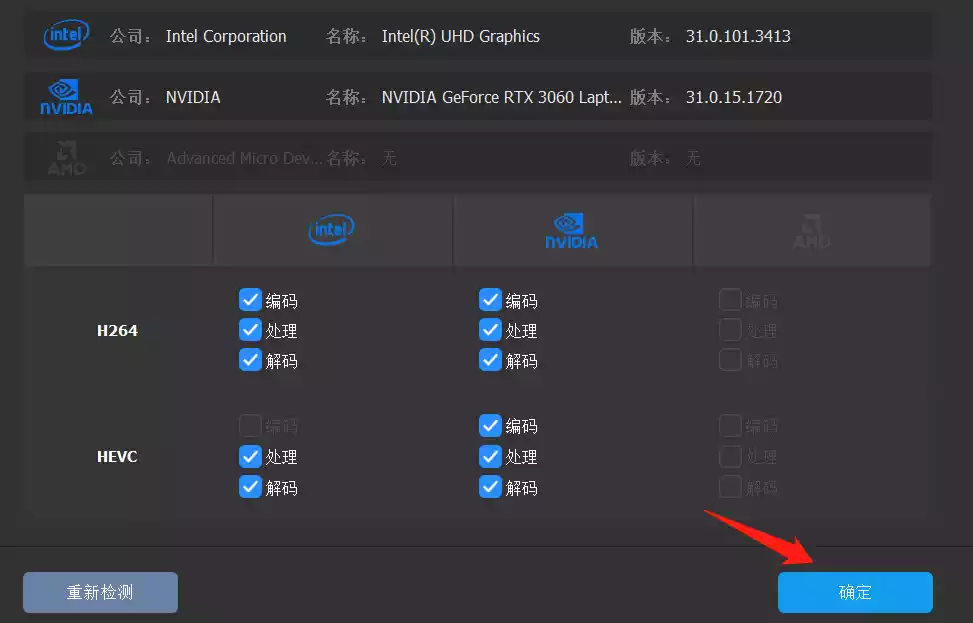 intel 公司： Intel Corporation 名称： Intel(R) UHD Graphics 版本： 31.0.101.3413
NVIDIA 公司： NVIDIA 名称： NVIDIA GeForce RTX 3060 Lapt... 版本： 31.0.15.1720
AMD 公司： Advanced Micro Dev... 名称： 无 版本： 无
intel NVIDIA AMD
编码 编码 编码
H264 处理 处理 处理
解码 解码 解码
编码 编码 编码
HEVC 处理 处理 处理
解码 解码 解码
重新检测 确定